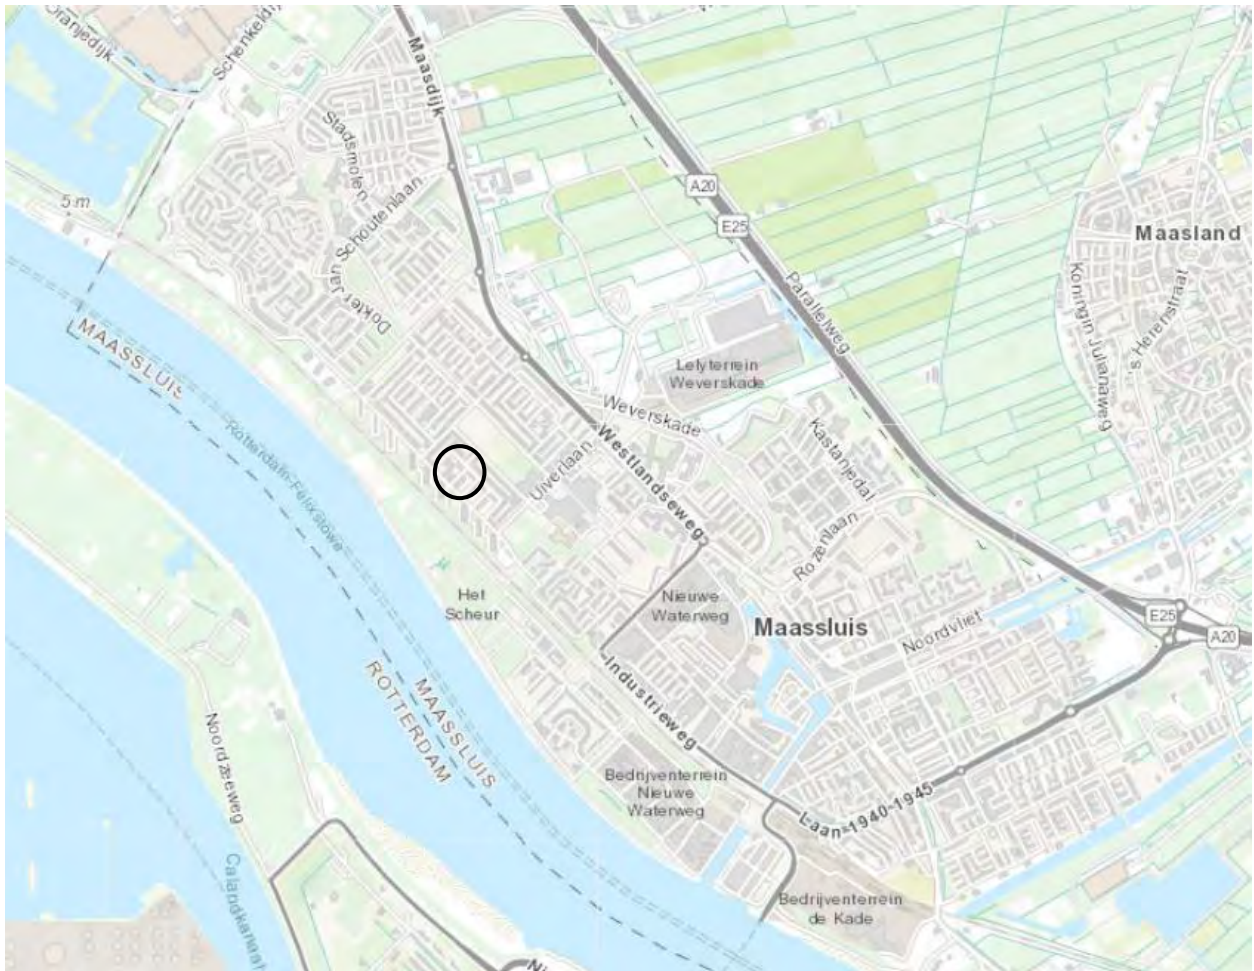 Oranjedijk
Schenkeldijk
Maasdijk
Stadsmolen
5 m
Dokter Jan Schoutenlaan
A20
E25
Maasland
Parallelweg
Koningin Julianaweg
's Herenstraat
MAASSLUIS
Lelyterrein
Weverskade
Weverskade
Kastanjedal
Rotterdam-Felixstowe
Uiverlaan
Westlandseweg
Rozenlaan
Het
Scheur
Nieuwe
Waterweg
Maassluis
Noordvliet
E25
A20
MAASSLUIS
ROTTERDAM
Industrieweg
Noordzeeweg
Bedrijventerrein
Nieuwe
Waterweg
Laan-1940-1945
Calandkanaal
Bedrijventerrein
de Kade